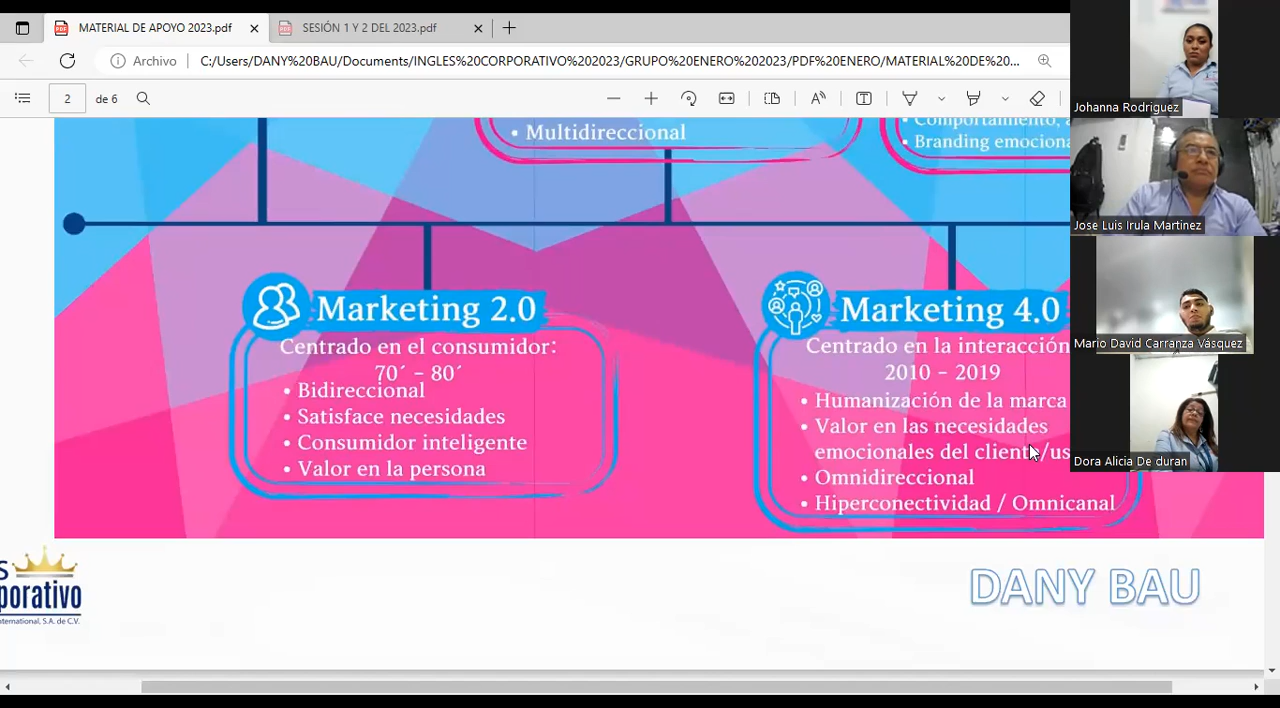 MATERIAL DE APOYO 2023.pdf
SESIÓN 1 Y 2 DEL 2023.pdf
Archivo
C:/Users/DANY%20BAU/Documents/INGLES%20CORPORATIVO%202023/GRUPO%20ENERO%202023/PDF%20ENERO/MATERIAL%20DE%20...
2 de 6
Johanna Rodriguez
Jose Luis Irula Martinez
Mario David Carranza Vásquez
Dora Alicia De duran
• Multidireccional
• Comportamiento, a
• Branding emociona
Marketing 2.0
Centrado en el consumidor:
70´ - 80´
• Bidireccional
• Satisface necesidades
• Consumidor inteligente
• Valor en la persona
Marketing 4.0
Centrado en la interacción
2010 - 2019
• Humanización de la marca
• Valor en las necesidades
emocionales del cliente/us
• Omnidireccional
• Hiperconectividad / Omnicanal
s
porativo
nternational, S.A. de C.V.
DANY BAU